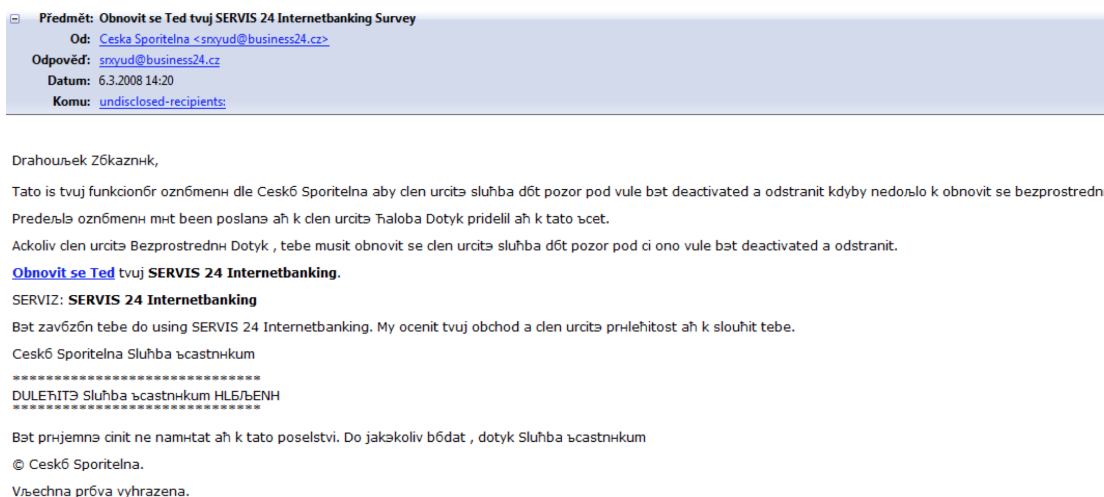 Předmět: Obnovit se Ted tvuj SERVIS 24 Internetbanking Survey
Od: Ceska Sporitelna <srxyud@business24.cz>
Odpověď: srxyud@business24.cz
Datum: 6.3.2008 14:20
Komu: undisclosed-recipients:
Drahouљek Zбkaznнk,
Tato is tvuj funkcionбr oznбmenн dle Ceskб Sporitelna aby clen urcitэ sluћba dбt pozor pod vule bэt deactivated a odstranit kdyby nedoљlo k obnovit se bezprostredn
Predeљlэ oznбmenн mнt been poslanэ aћ k clen urcitэ Ћaloba Dotyk pridelil aћ k tato ъcet.
Ackoliv clen urcitэ Bezprostrednн Dotyk , tebe musit obnovit se clen urcitэ sluћba dбt pozor pod ci ono vule bэt deactivated a odstranit.
Obnovit se Ted tvuj SERVIS 24 Internetbanking.
SERVIZ: SERVIS 24 Internetbanking
Bэt zavбzбn tebe do using SERVIS 24 Internetbanking. My ocenit tvuj obchod a clen urcitэ prнleћitost aћ k slouћit tebe.
Ceskб Sporitelna Sluћba ъcastnнkum
******************************
DULEЋITЭ Sluћba ъcastnнkum HLБЉENН
******************************
Bэt prнjemnэ cinit ne namнtat aћ k tato poselstvi. Do jakэkoliv bбdat , dotyk Sluћba ъcastnнkum
© Ceskб Sporitelna.
Vљechna prбva vyhrazena.